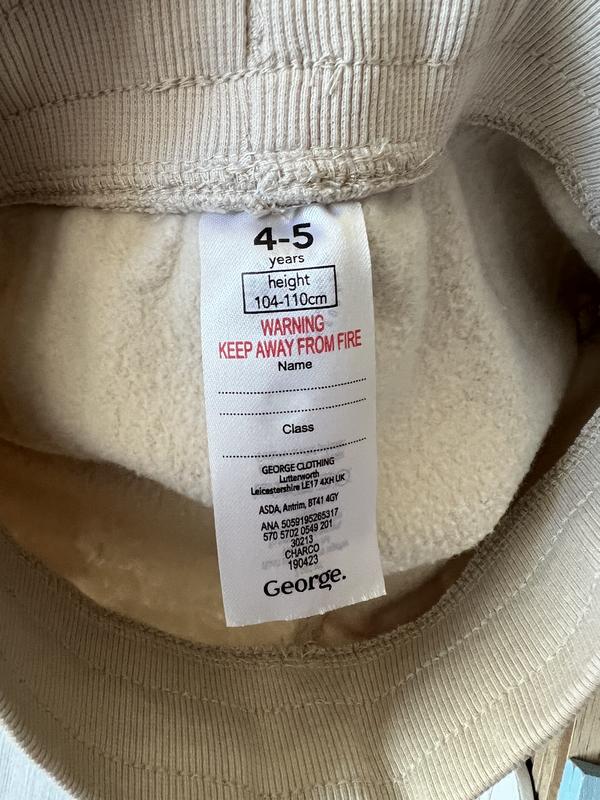 4-5
years
height
104-110cm
WARNING
KEEP AWAY FROM FIRE
Name
Class
GEORGE CLOTHING
Lutterworth
Leicestershire LE17 4XH UK
ASDA, Antrim, BT41 4GY
ANA 5059195265317
570 5702 0549 201
30213
CHARCO
190423
George.